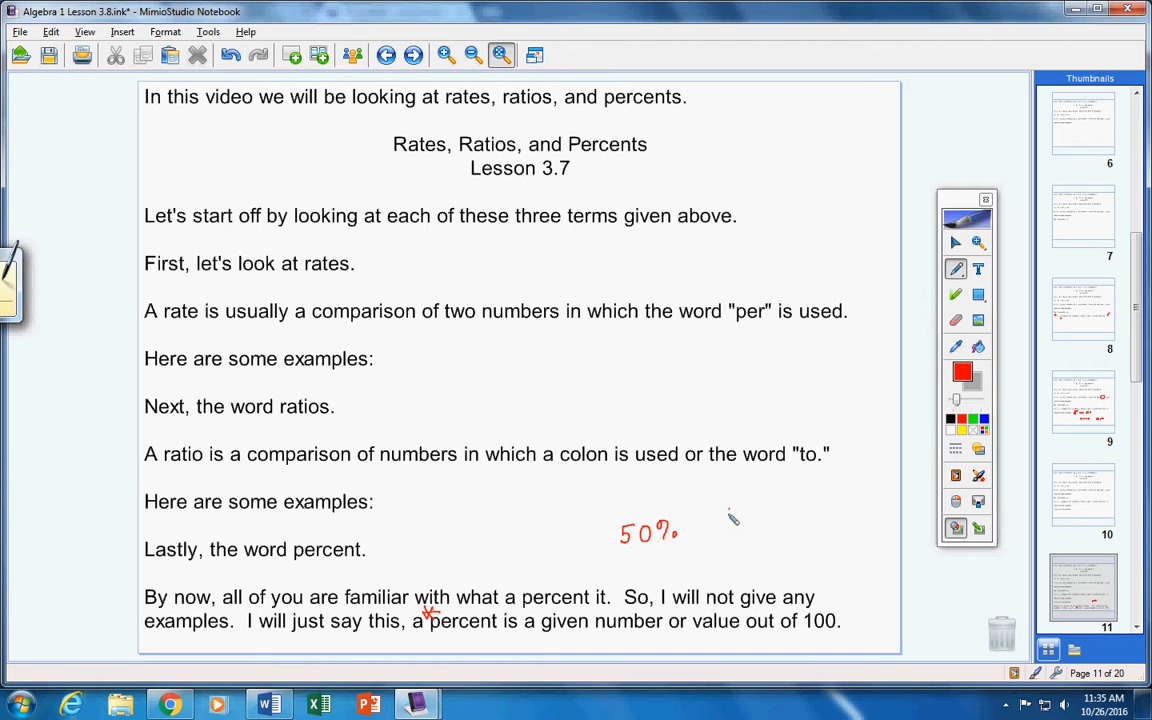 Algebra 1 Lesson 3.8.ink* - MimioStudio Notebook
File Edit View Insert Format Tools Help
In this video we will be looking at rates, ratios, and percents.
Rates, Ratios, and Percents
Lesson 3.7
Let's start off by looking at each of these three terms given above.
First, let's look at rates.
A rate is usually a comparison of two numbers in which the word "per" is used.
Here are some examples:
Next, the word ratios.
A ratio is a comparison of numbers in which a colon is used or the word "to."
Here are some examples:
50%
Lastly, the word percent.
By now, all of you are familiar with what a percent it.  So, I will not give any
examples.  I will just say this, a percent is a given number or value out of 100.
Thumbnails
6
7
8
9
10
11
T
Page 11 of 20
11:35 AM
10/26/2016